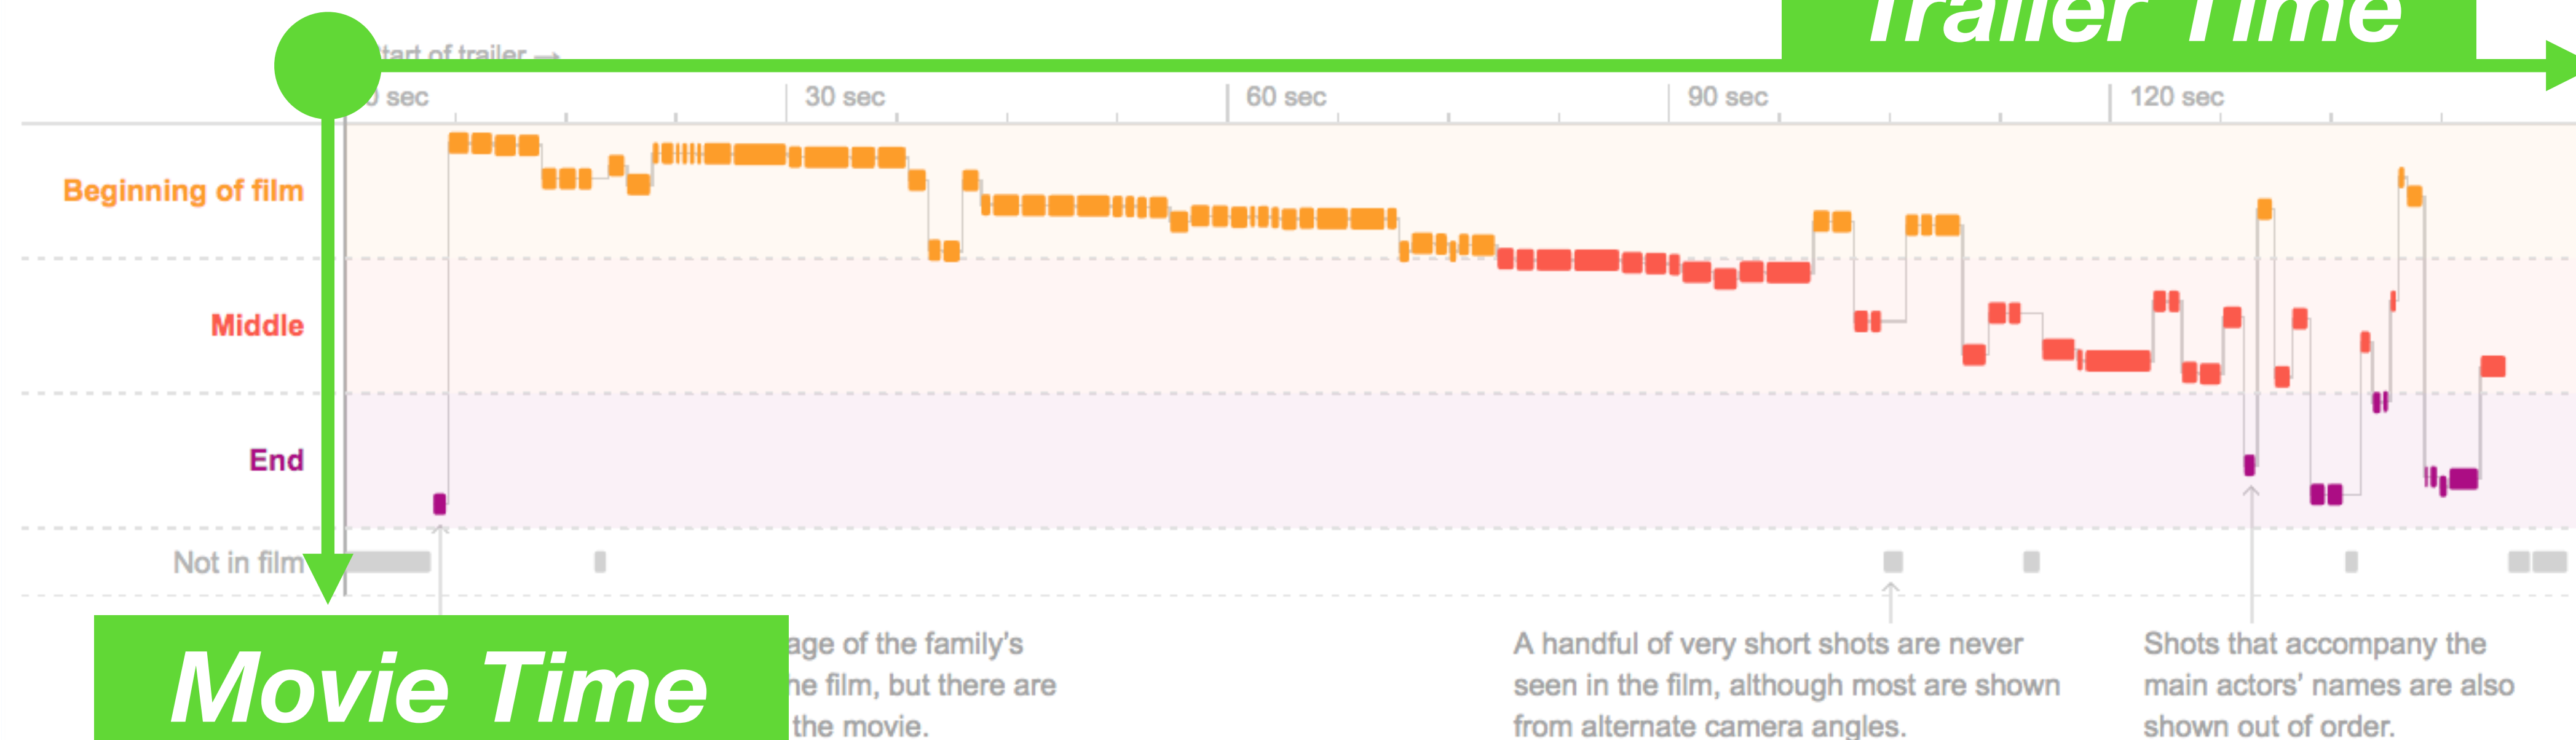 Trailer Time
tart of trailer →
0 sec 30 sec 60 sec 90 sec 120 sec
Beginning of film
Middle
End
Not in film
Movie Time
age of the family's
ne film, but there are
the movie.
A handful of very short shots are never
seen in the film, although most are shown
from alternate camera angles.
Shots that accompany the
main actors' names are also
shown out of order.